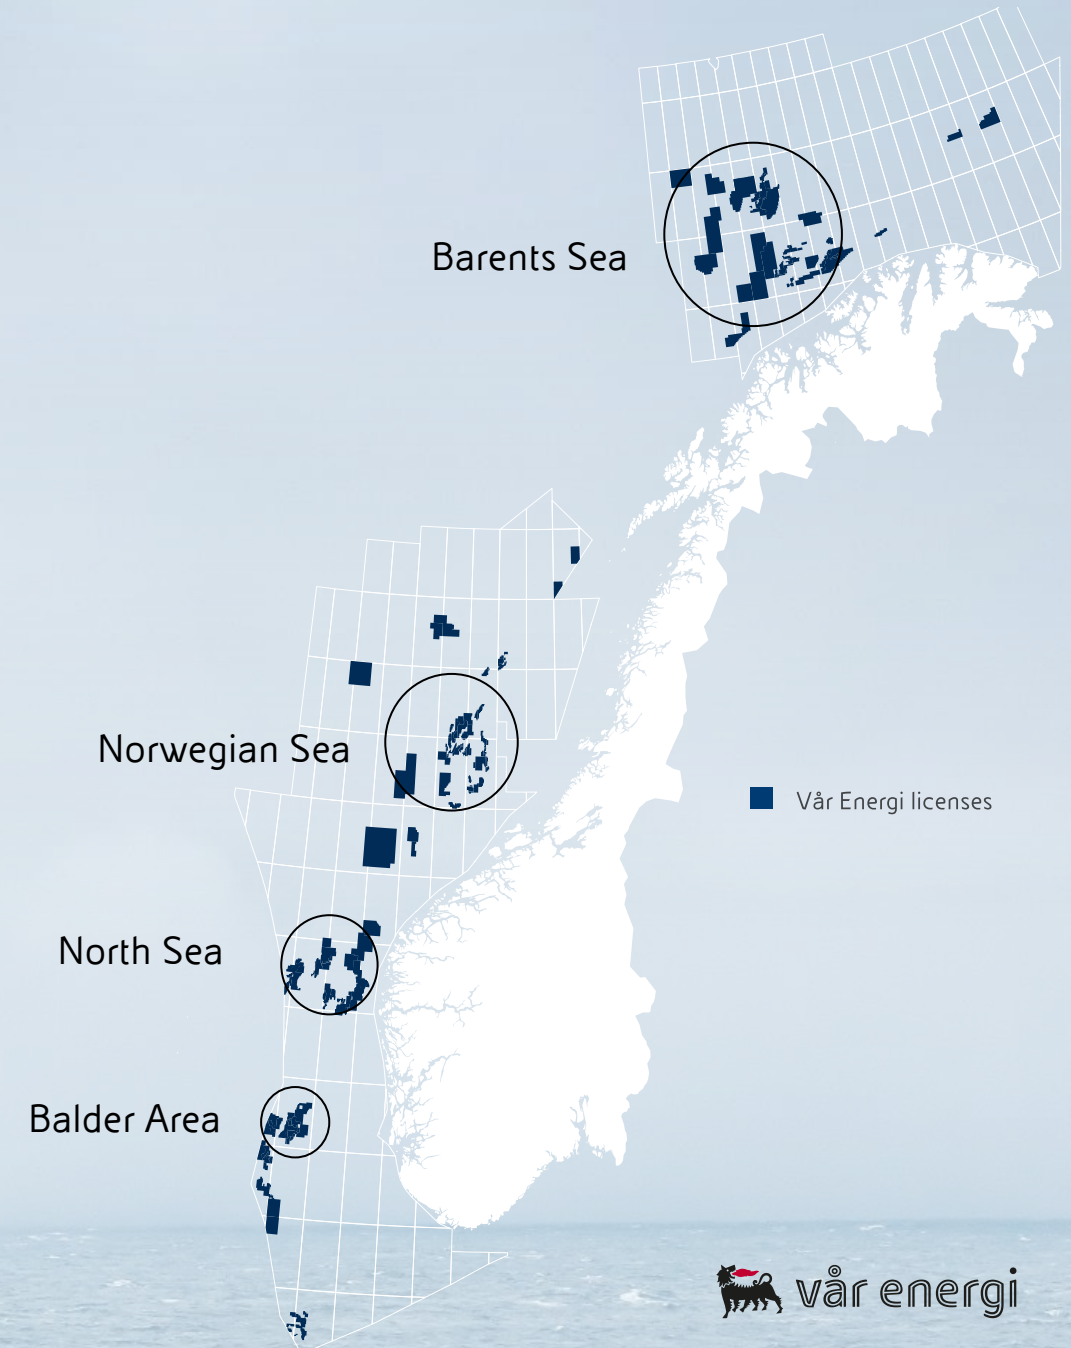 Barents Sea
Norwegian Sea
Vår Energi licenses
North Sea
Balder Area
vår energi